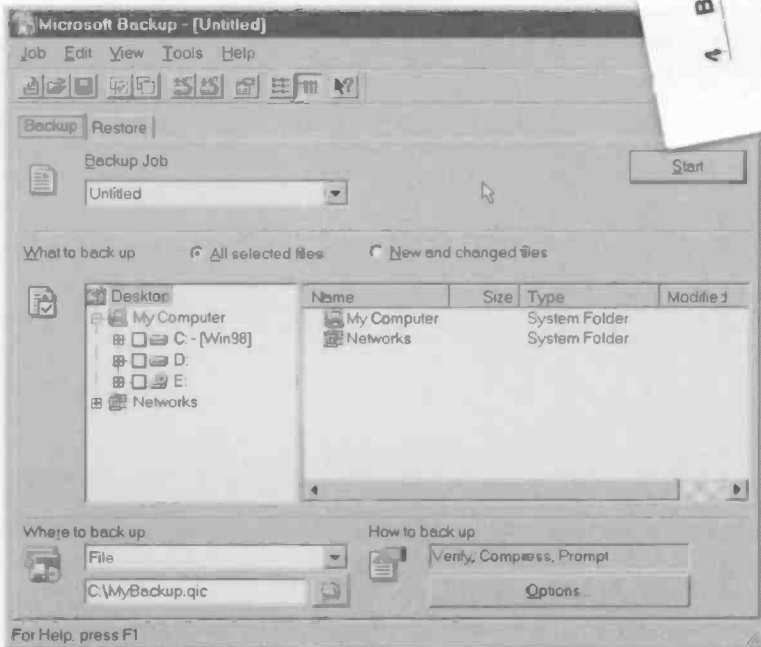 Microsoft Backup - [Untitled]
Job Edit View Tools Help
Backup Restore
Backup Job
Untitled
Start
What to back up All selected files New and changed files
Desktop
My Computer
C: - [Win98]
D:
E:
Networks
Name Size Type Modified
My Computer System Folder
Networks System Folder
Where to back up
File
C:\MyBackup.qic
How to back up
Verify, Compress, Prompt
Options...
For Help, press F1